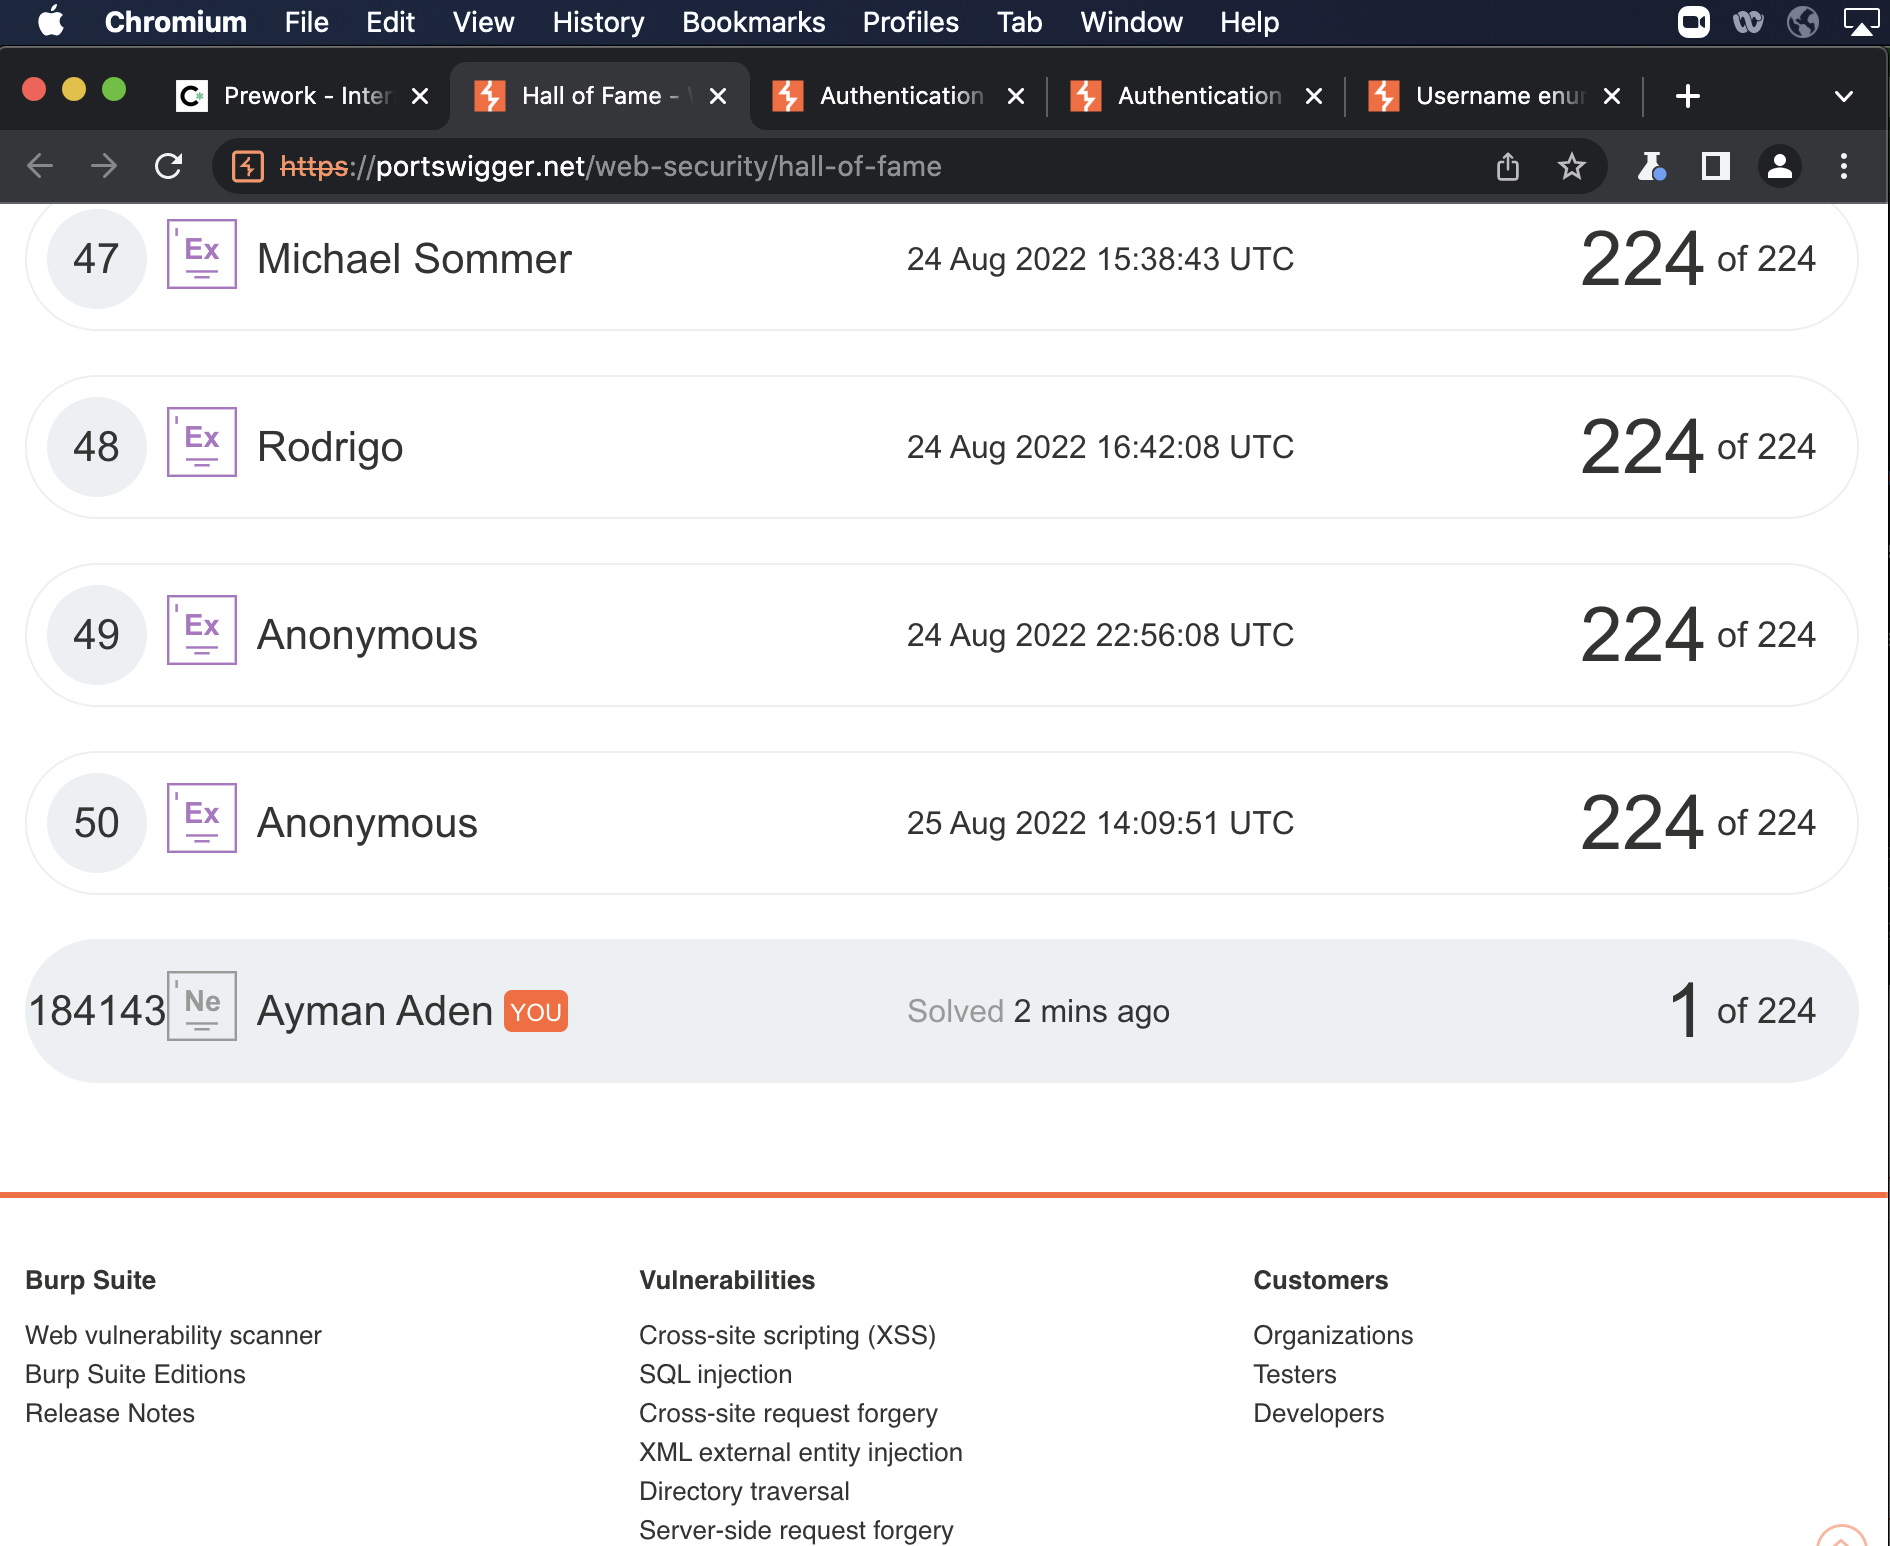 Chromium File Edit View History Bookmarks Profiles Tab Window Help
Prework - Inter Hall of Fame - Authentication Authentication Username enur
https://portswigger.net/web-security/hall-of-fame
47 Ex Michael Sommer 24 Aug 2022 15:38:43 UTC 224 of 224
48 Ex Rodrigo 24 Aug 2022 16:42:08 UTC 224 of 224
49 Ex Anonymous 24 Aug 2022 22:56:08 UTC 224 of 224
50 Ex Anonymous 25 Aug 2022 14:09:51 UTC 224 of 224
184143 Ne Ayman Aden YOU Solved 2 mins ago 1 of 224
Burp Suite
Web vulnerability scanner
Burp Suite Editions
Release Notes
Vulnerabilities
Cross-site scripting (XSS)
SQL injection
Cross-site request forgery
XML external entity injection
Directory traversal
Server-side request forgery
Customers
Organizations
Testers
Developers